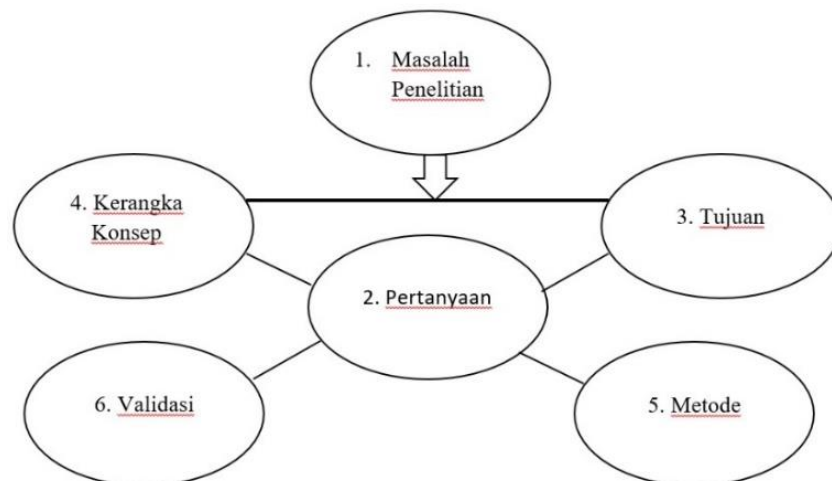 1. Masalah
Penelitian
4. Kerangka
Konsep
3. Tujuan
2. Pertanyaan
6. Validasi
5. Metode